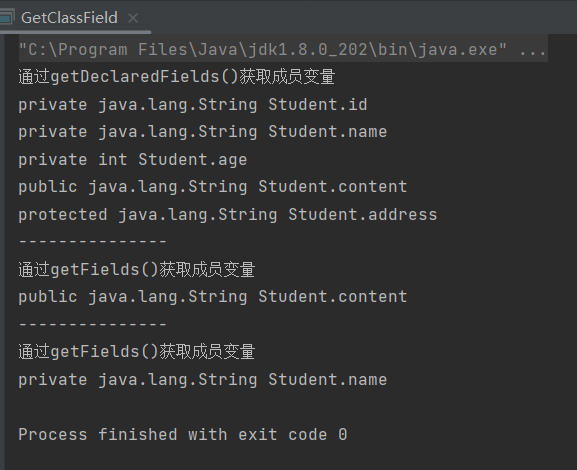 GetClassField
"C:\Program Files\Java\jdk1.8.0_202\bin\java.exe" ...
通过getDeclaredFields()获取成员变量
private java.lang.String Student.id
private java.lang.String Student.name
private int Student.age
public java.lang.String Student.content
protected java.lang.String Student.address
---------------
通过getFields()获取成员变量
public java.lang.String Student.content
---------------
通过getFields()获取成员变量
private java.lang.String Student.name
Process finished with exit code 0